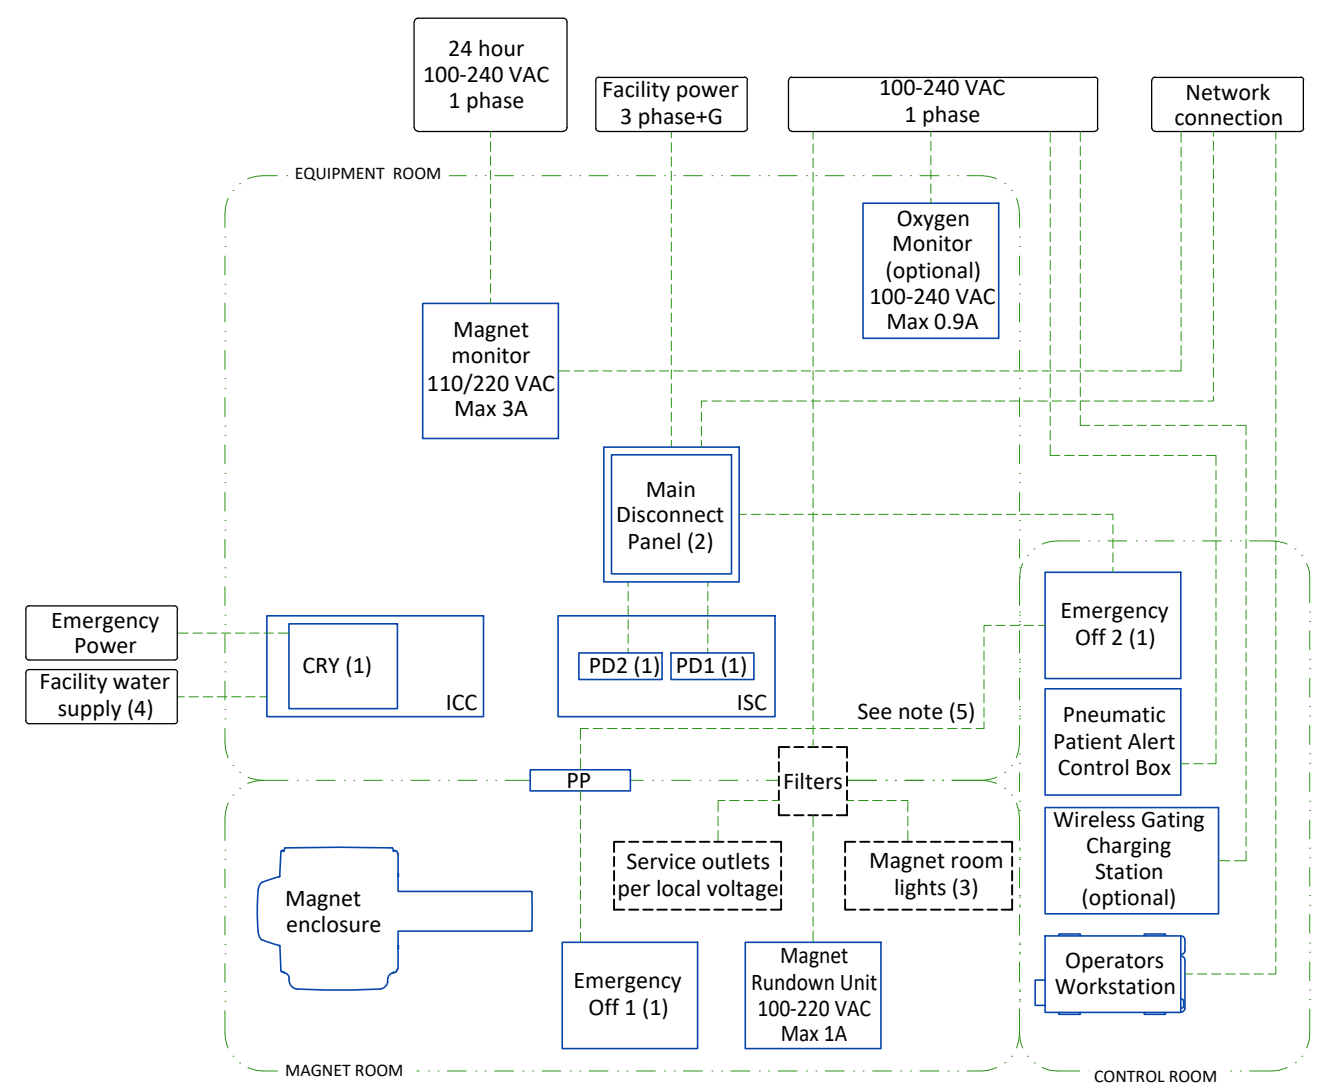 24 hour
100-240 VAC
1 phase
Facility power
3 phase+G
100-240 VAC
1 phase
Network
connection
EQUIPMENT ROOM
Oxygen
Monitor
(optional)
100-240 VAC
Max 0.9A
Magnet
monitor
110/220 VAC
Max 3A
Main
Disconnect
Panel (2)
Emergency
Power
Facility water
supply (4)
CRY (1)
ICC
PD2 (1)
PD1 (1)
ISC
See note (5)
Emergency
Off 2 (1)
Pneumatic
Patient Alert
Control Box
Wireless Gating
Charging
Station
(optional)
Operators
Workstation
CONTROL ROOM
PP
Filters
Service outlets
per local voltage
Magnet room
lights (3)
Magnet
enclosure
Emergency
Off 1 (1)
Magnet
Rundown Unit
100-220 VAC
Max 1A
MAGNET ROOM